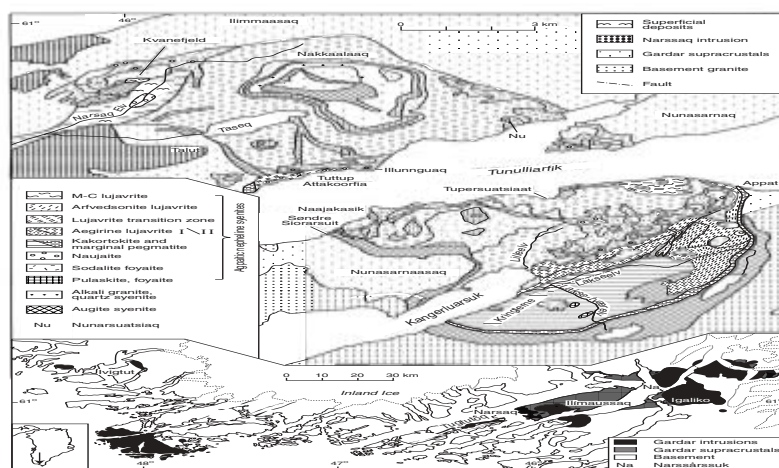 61°
46°
Ilimmaasaq
0 3 km
Kvanefjeld
Nakkaalaaq
Narsaq Elv
Taseq
Talut
Nu
Nunasarnaq
Illunnguaq
Tuttup Attakoorfia
Tunulliarfik
Tupersuatsiaat
Appat
Naajakasik
Søndre Siorarsuit
Nunasarnaasaq
Kangerluarsuk
Lakseelv
Kringlerne
Superficial deposits
Narssaq intrusion
Gardar supracrustals
Basement granite
Fault
M-C lujavrite
Arfvedsonite lujavrite
Lujavrite transition zone
Aegirine lujavrite I II
Kakortokite and marginal pegmatite
Naujaite
Sodalite foyaite
Pulaskite, foyaite
Alkali granite, quartz syenite
Augite syenite
Nu Nunarsuatsiaq
Agpaitic nepheline syenites
0 10 20 30 km
Ivigtut
Inland Ice
61°
61°
Na
Ilimaussaq
Igaliko
Narsaq
48°
47°
46°
Gardar intrusions
Gardar supracrustals
Basement
Na Narssârssuk